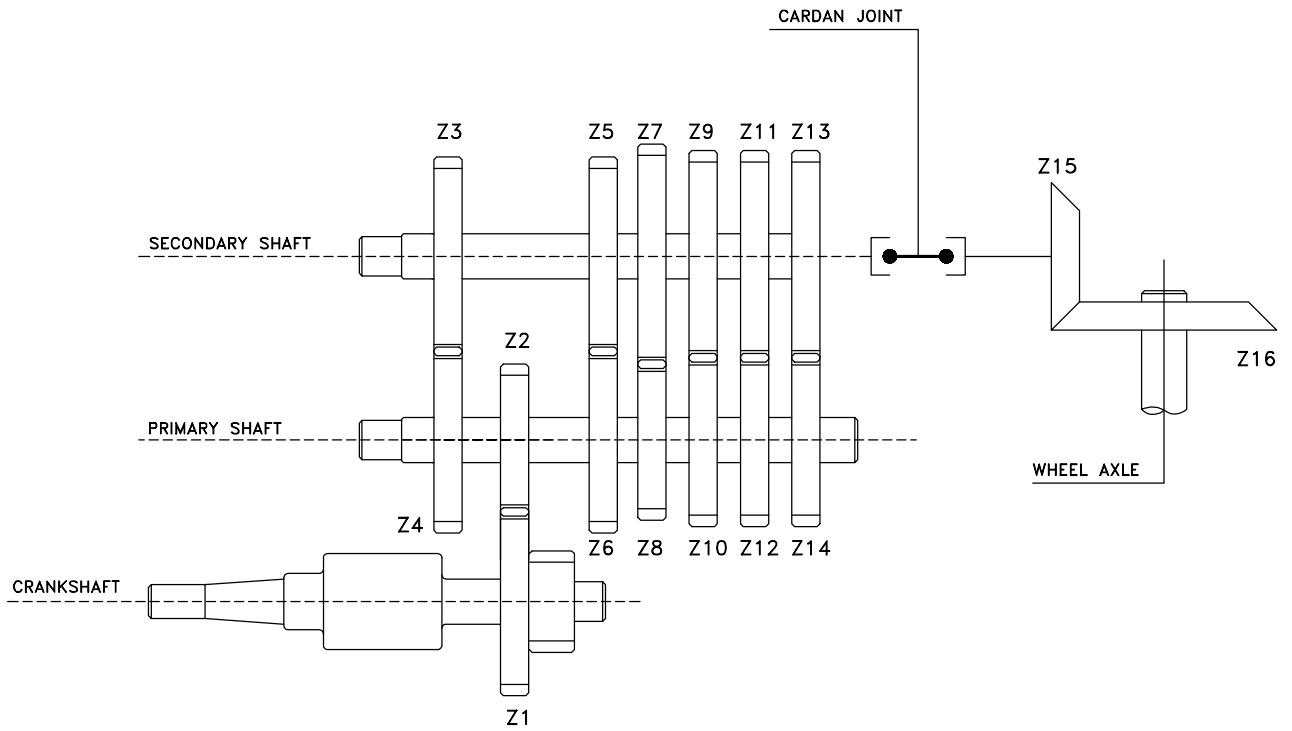 CARDAN JOINT
Z3
Z5
Z7
Z9
Z11
Z13
Z15
SECONDARY SHAFT
Z2
Z16
PRIMARY SHAFT
WHEEL AXLE
Z4
Z6
Z8
Z10
Z12
Z14
CRANKSHAFT
Z1